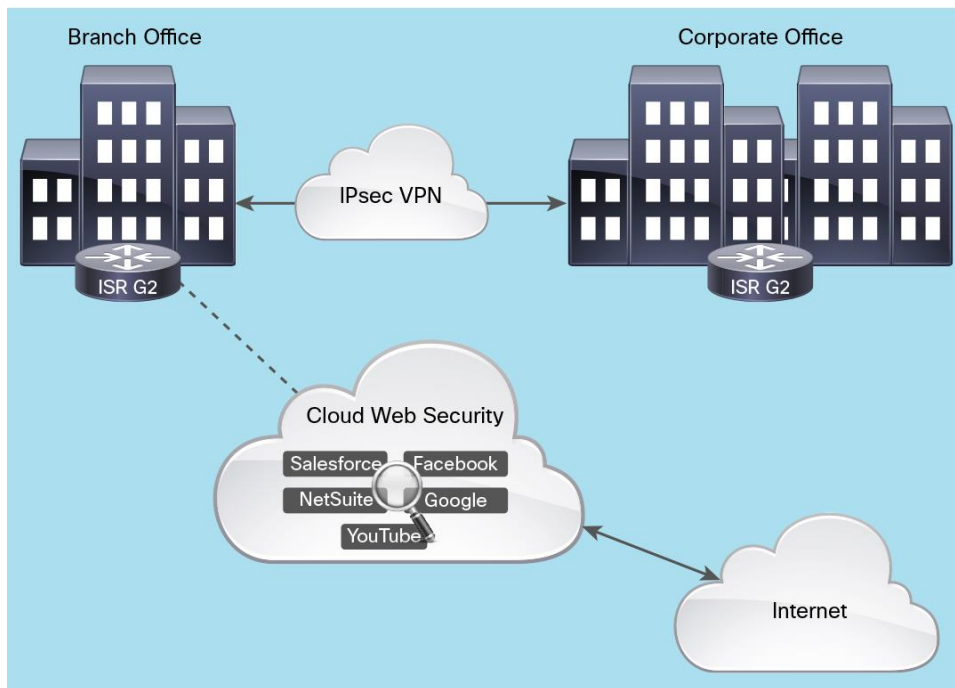 Branch Office
Corporate Office
IPsec VPN
ISR G2
ISR G2
Cloud Web Security
Salesforce
Facebook
NetSuite
Google
YouTube
Internet